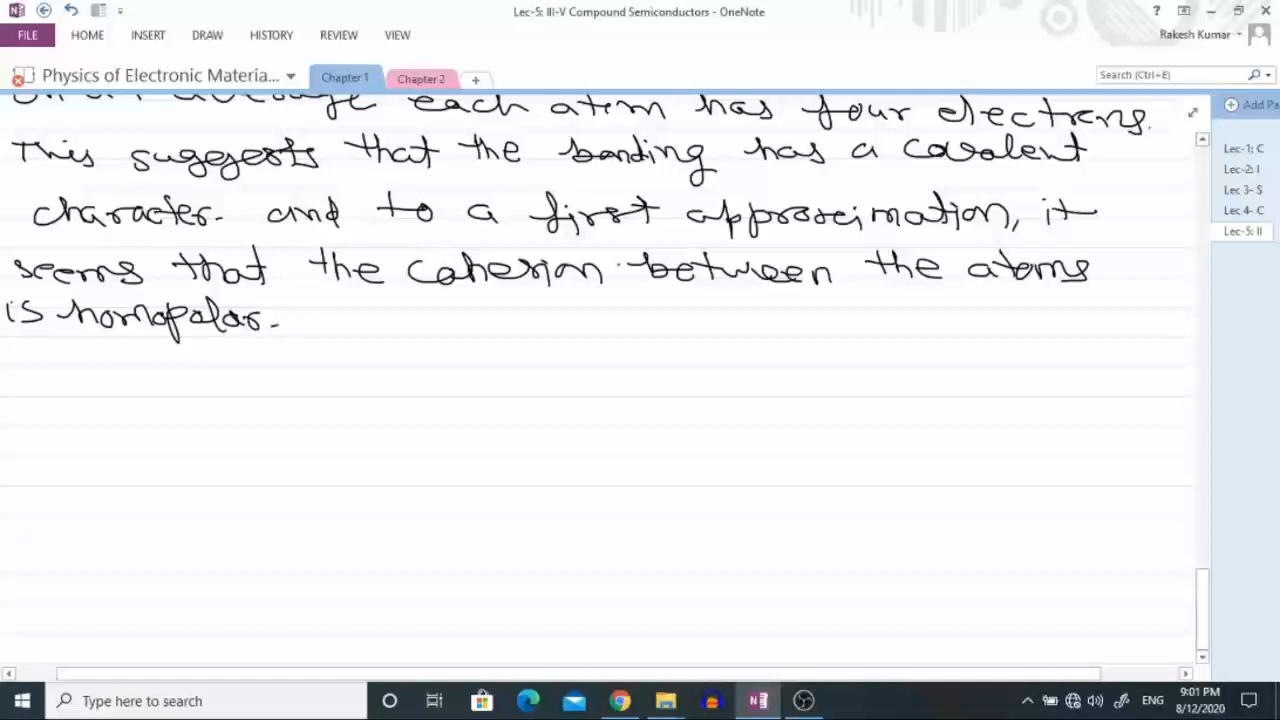 Lec-5: III-V Compound Semiconductors - OneNote
FILE HOME INSERT DRAW HISTORY REVIEW VIEW
Rakesh Kumar
Physics of Electronic Materia... Chapter 1 Chapter 2
Search (Ctrl+E)
Add Pa
average each atom has four electrons.
This suggests that the bonding has a covalent
character. and to a first approximation, it
seems that the cohesion between the atoms
is homopolar.
Lec-1: C
Lec-2: I
Lec 3- S
Lec 4- C
Lec-5: II
Type here to search
ENG
9:01 PM
8/12/2020